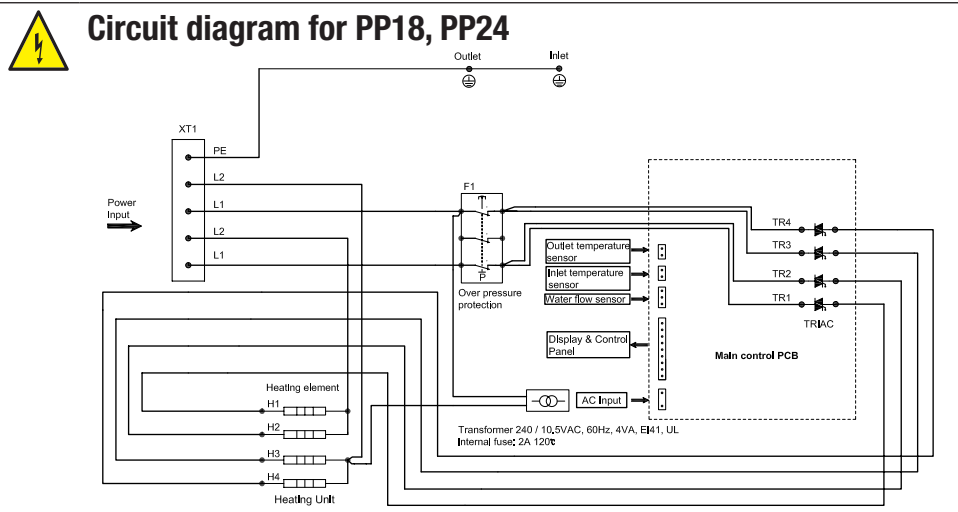 Circuit diagram for PP18, PP24
Outlet
Inlet
XT1
PE
L2
L1
L2
L1
Power
Input
F1
P
Over pressure
protection
Outlet temperature
sensor
Inlet temperature
sensor
Water flow sensor
DIsplay & Control
Panel
AC Input
TR4
TR3
TR2
TR1
TRIAC
Main control PCB
Heating element
H1
H2
H3
H4
Heating Unit
Transformer 240 / 10.5VAC, 60Hz, 4VA, EI41, UL
Internal fuse: 2A 120℃